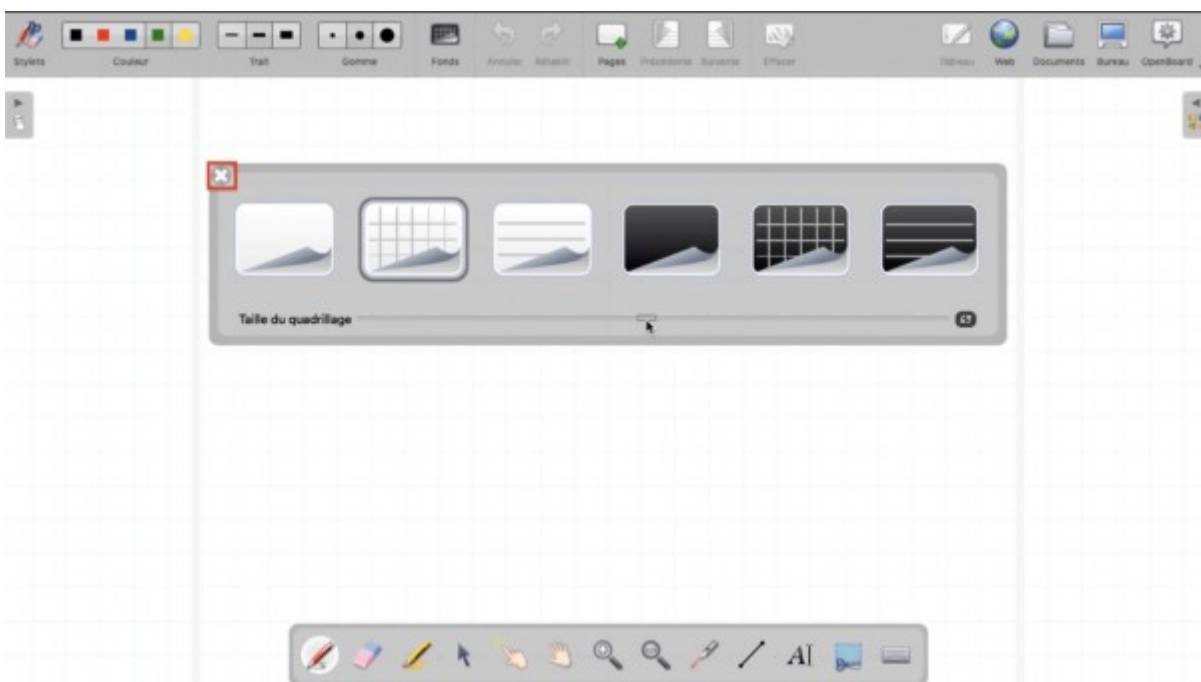 Stylets Couleur Trait Gomme Fonds Annuler Rétablir Pages Précédente Suivante Effacer Tableau Web Documents Bureau OpenBoard
Taille du quadrillage
AI